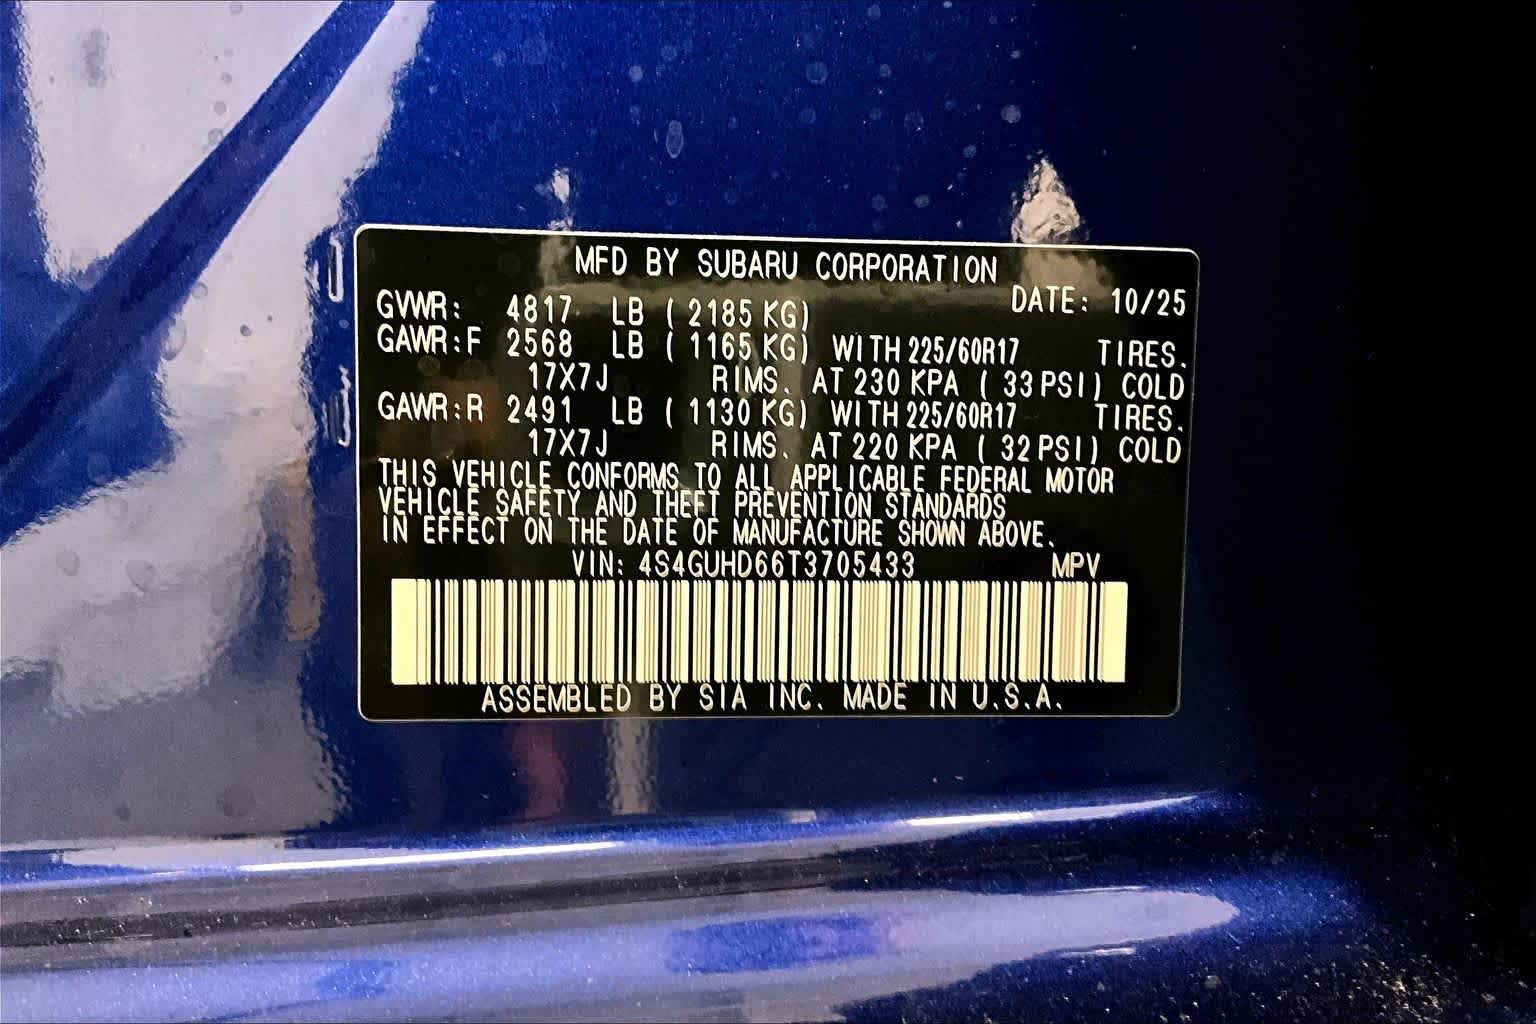 MFD BY SUBARU CORPORATION
DATE: 10/25
GVWR: 4817 LB ( 2185 KG)
GAWR:F 2568 LB ( 1165 KG) WITH 225/60R17 TIRES.
17X7J RIMS. AT 230 KPA ( 33 PSI) COLD
GAWR:R 2491 LB ( 1130 KG) WITH 225/60R17 TIRES.
17X7J RIMS. AT 220 KPA ( 32 PSI) COLD
THIS VEHICLE CONFORMS TO ALL APPLICABLE FEDERAL MOTOR
VEHICLE SAFETY AND THEFT PREVENTION STANDARDS
IN EFFECT ON THE DATE OF MANUFACTURE SHOWN ABOVE.
VIN: 4S4GUHD66T3705433 MPV
ASSEMBLED BY SIA INC. MADE IN U.S.A.